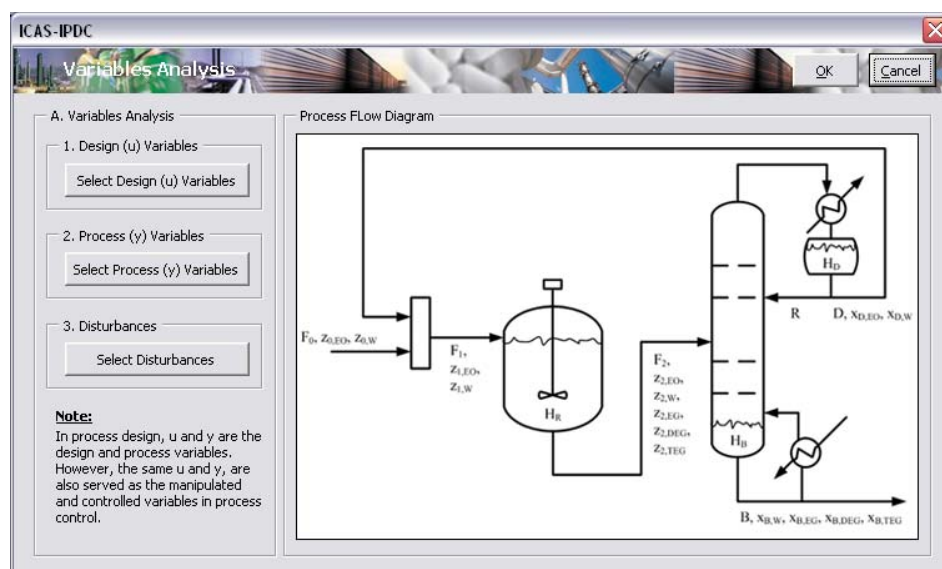 ICAS-IPDC
Variables Analysis
OK
Cancel
A. Variables Analysis
1. Design (u) Variables
Select Design (u) Variables
2. Process (y) Variables
Select Process (y) Variables
3. Disturbances
Select Disturbances
Note:
In process design, u and y are the
design and process variables.
However, the same u and y, are
also served as the manipulated
and controlled variables in process
control.
Process FLow Diagram
F0, z0,EO, z0,W
F1,
z1,EO,
z1,W
HR
F2,
z2,EO,
z2,W,
z2,EG,
z2,DEG,
z2,TEG
HD
R
D, xD,EO, xD,W
HB
B, xB,W, xB,EG, xB,DEG, xB,TEG